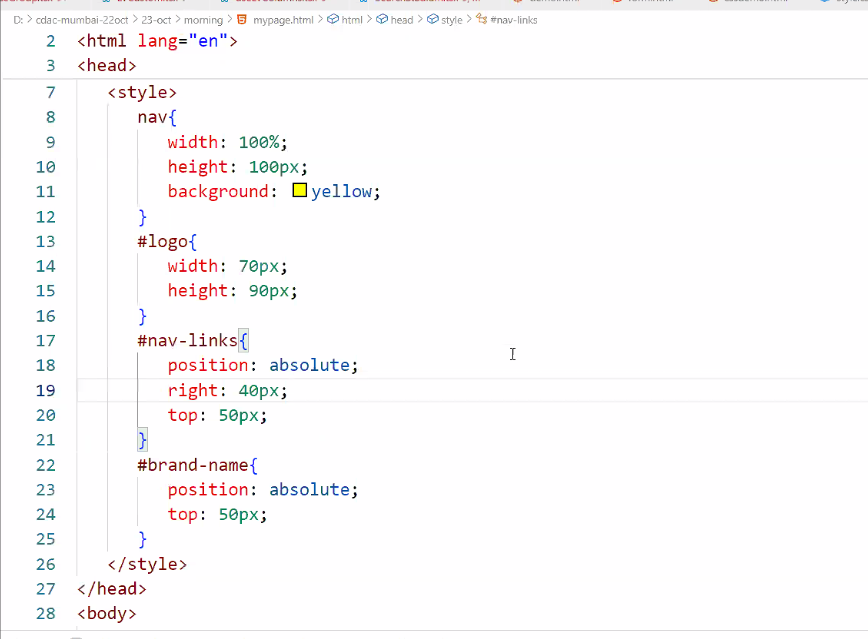 D: > cdac-mumbai-22oct > 23-oct > morning > mypage.html > html > head > style > #nav-links
2 <html lang="en">
3 <head>
7 <style>
8 nav{
9 width: 100%;
10 height: 100px;
11 background: yellow;
12 }
13 #logo{
14 width: 70px;
15 height: 90px;
16 }
17 #nav-links{
18 position: absolute;
19 right: 40px;
20 top: 50px;
21 }
22 #brand-name{
23 position: absolute;
24 top: 50px;
25 }
26 </style>
27 </head>
28 <body>